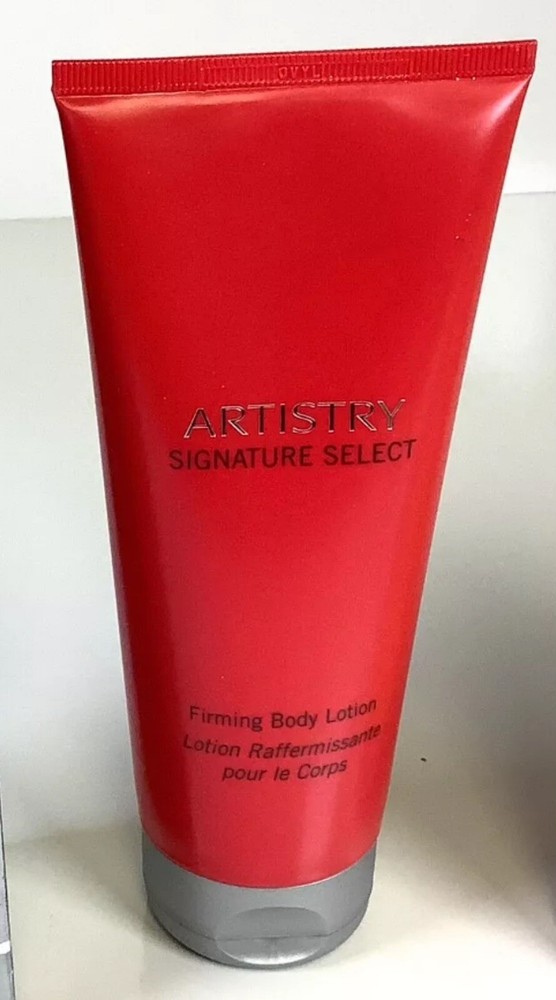 ARTISTRY
SIGNATURE SELECT
Firming Body Lotion
Lotion Raffermissante
pour le Corps